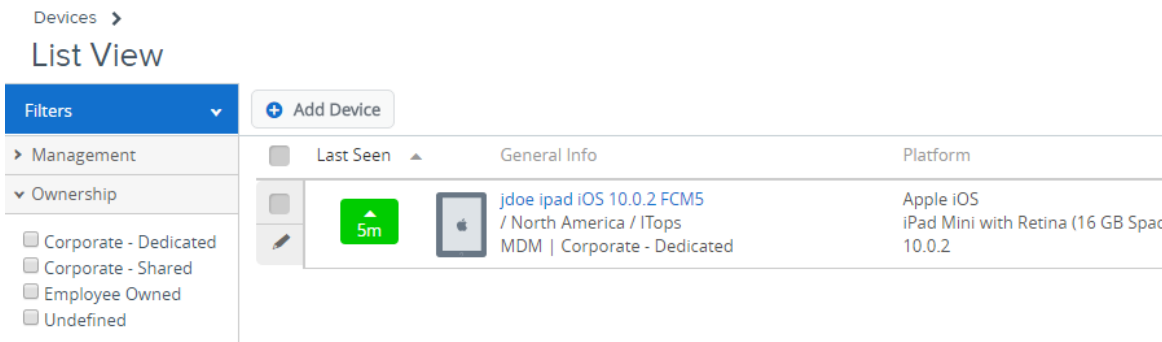 Devices
List View
Filters
Management
Ownership
Corporate - Dedicated
Corporate - Shared
Employee Owned
Undefined
Add Device
Last Seen General Info Platform
5m
jdoe ipad iOS 10.0.2 FCM5
/ North America / ITops
MDM | Corporate - Dedicated
Apple iOS
iPad Mini with Retina (16 GB Spac
10.0.2